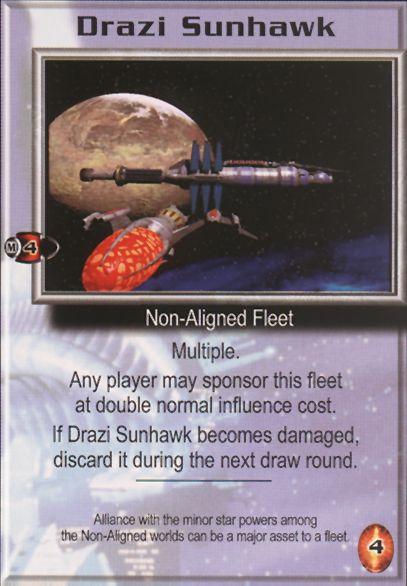 Drazi Sunhawk
M 4
Non-Aligned Fleet
Multiple.
Any player may sponsor this fleet
at double normal influence cost.
If Drazi Sunhawk becomes damaged,
discard it during the next draw round.
Alliance with the minor star powers among
the Non-Aligned worlds can be a major asset to a fleet.
4